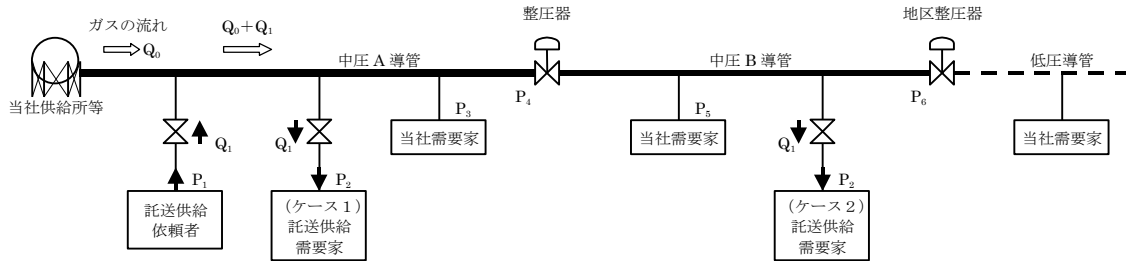 ガスの流れ
Q₀
Q₀+Q₁
整圧器
地区整圧器
中圧 A 導管
中圧 B 導管
低圧導管
当社供給所等
P₃
P₄
P₅
P₆
Q₁
Q₁
Q₁
当社需要家
当社需要家
当社需要家
P₁
P₂
P₂
託送供給
依頼者
(ケース1)
託送供給
需要家
(ケース2)
託送供給
需要家